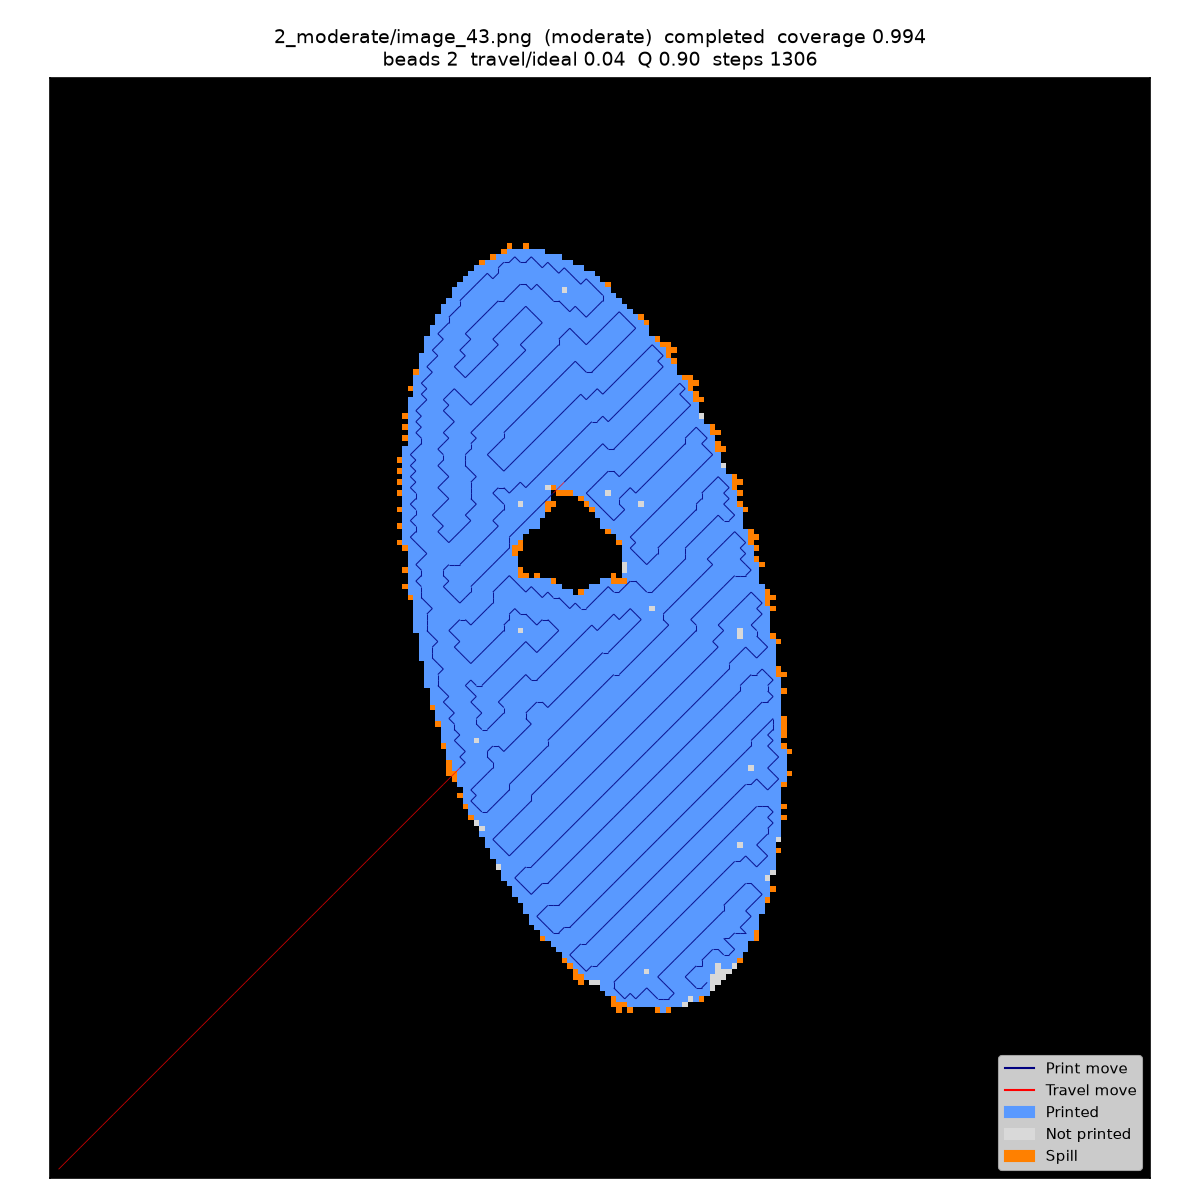 2_moderate/image_43.png  (moderate)  completed  coverage 0.994
beads 2  travel/ideal 0.04  Q 0.90  steps 1306
Print move
Travel move
Printed
Not printed
Spill